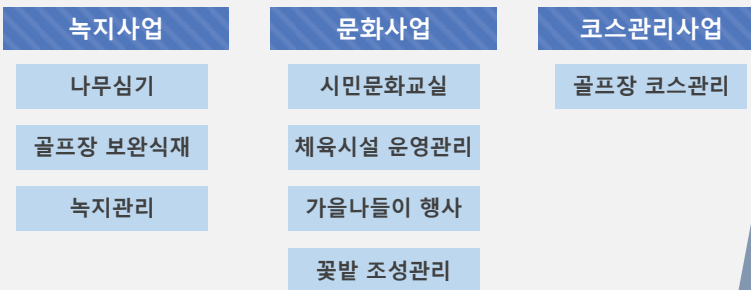 녹지사업
나무심기
골프장 보완식재
녹지관리
문화사업
시민문화교실
체육시설 운영관리
가을나들이 행사
꽃밭 조성관리
코스관리사업
골프장 코스관리